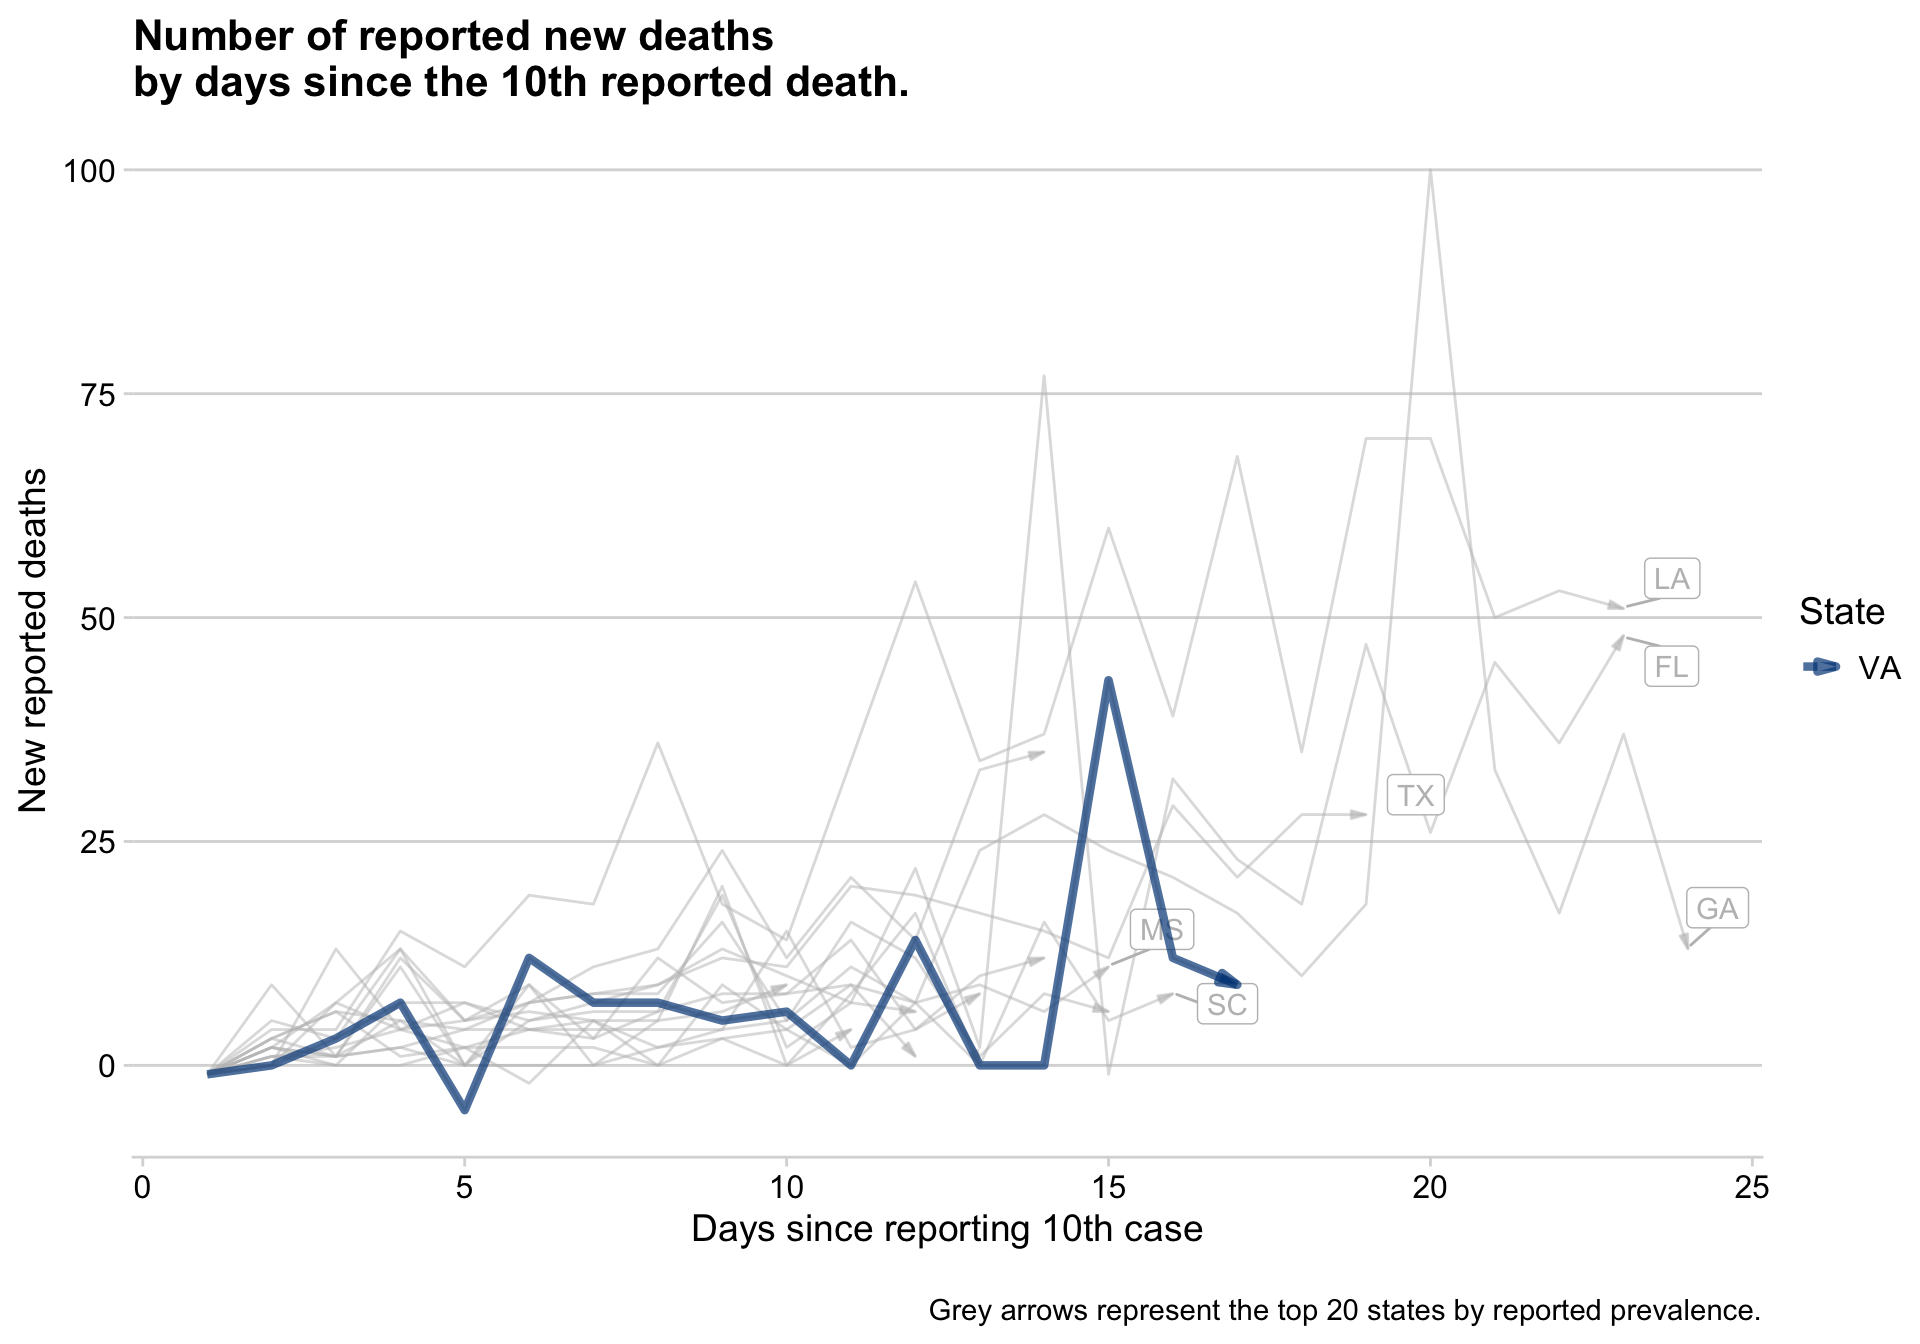 Number of reported new deaths
by days since the 10th reported death.
100
75
50
25
0
New reported deaths
LA
FL
TX
GA
MS
SC
State
VA
0 5 10 15 20 25
Days since reporting 10th case
Grey arrows represent the top 20 states by reported prevalence.